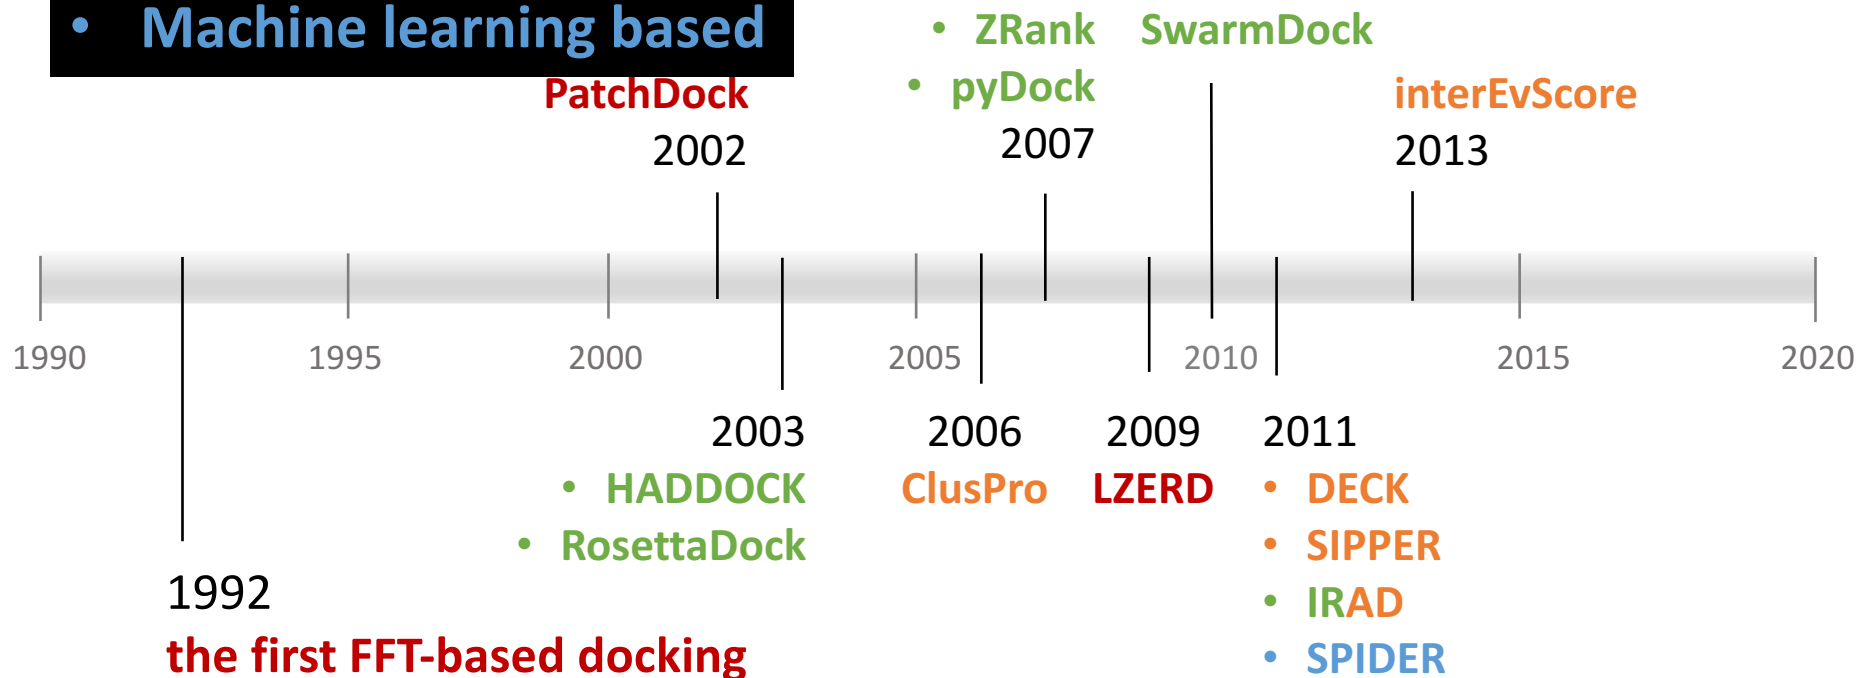 • Machine learning based
• ZRank
• pyDock
2007
SwarmDock
PatchDock
2002
interEvScore
2013
1990
1995
2000
2005
2010
2015
2020
2003
• HADDOCK
• RosettaDock
2006
ClusPro
2009
LZERD
2011
• DECK
• SIPPER
• IRAD
• SPIDER
1992
the first FFT-based docking